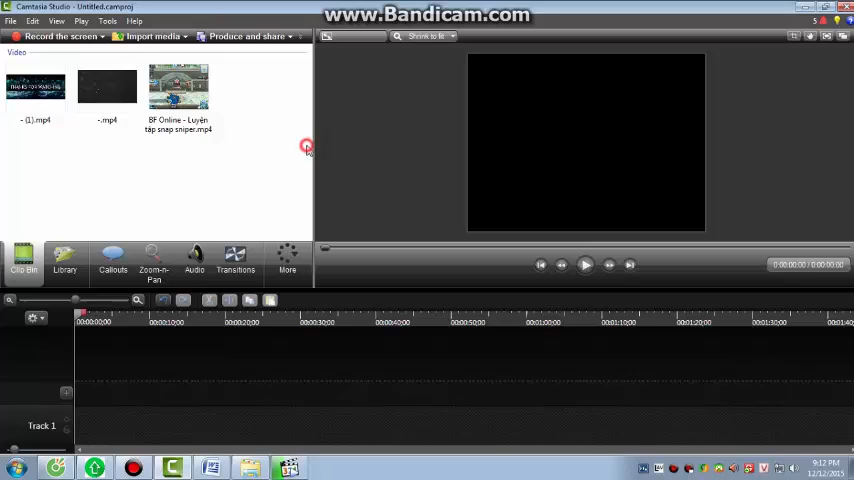 Camtasia Studio - Untitled.camproj
www.Bandicam.com
File Edit View Play Tools Help
5
Record the screen
Import media
Produce and share
Shrink to fit
Video
THANKS FOR WATCHING
- (1).mp4
-.mp4
BF Online - Luyện
tập snap sniper.mp4
Clip Bin
Library
Callouts
Zoom-n-
Pan
Audio
Transitions
More
0:00:00;00 / 0:00:00;00
00:00:00;00
00:00:10;00
00:00:20;00
00:00:30;00
00:00:40;00
00:00:50;00
00:01:00;00
00:01:10;00
00:01:20;00
00:01:30;00
00:01:40;
Track 1
9:12 PM
12/12/2015